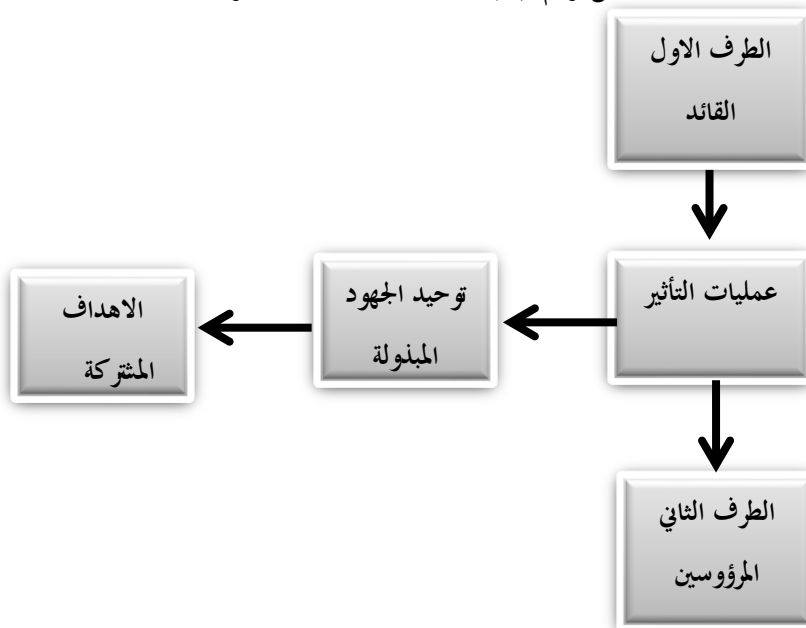 الطرف الاول
القائد
عمليات التأثير
توحيد الجهود
المبذولة
الاهداف
المشتركة
الطرف الثاني
المرؤوسين